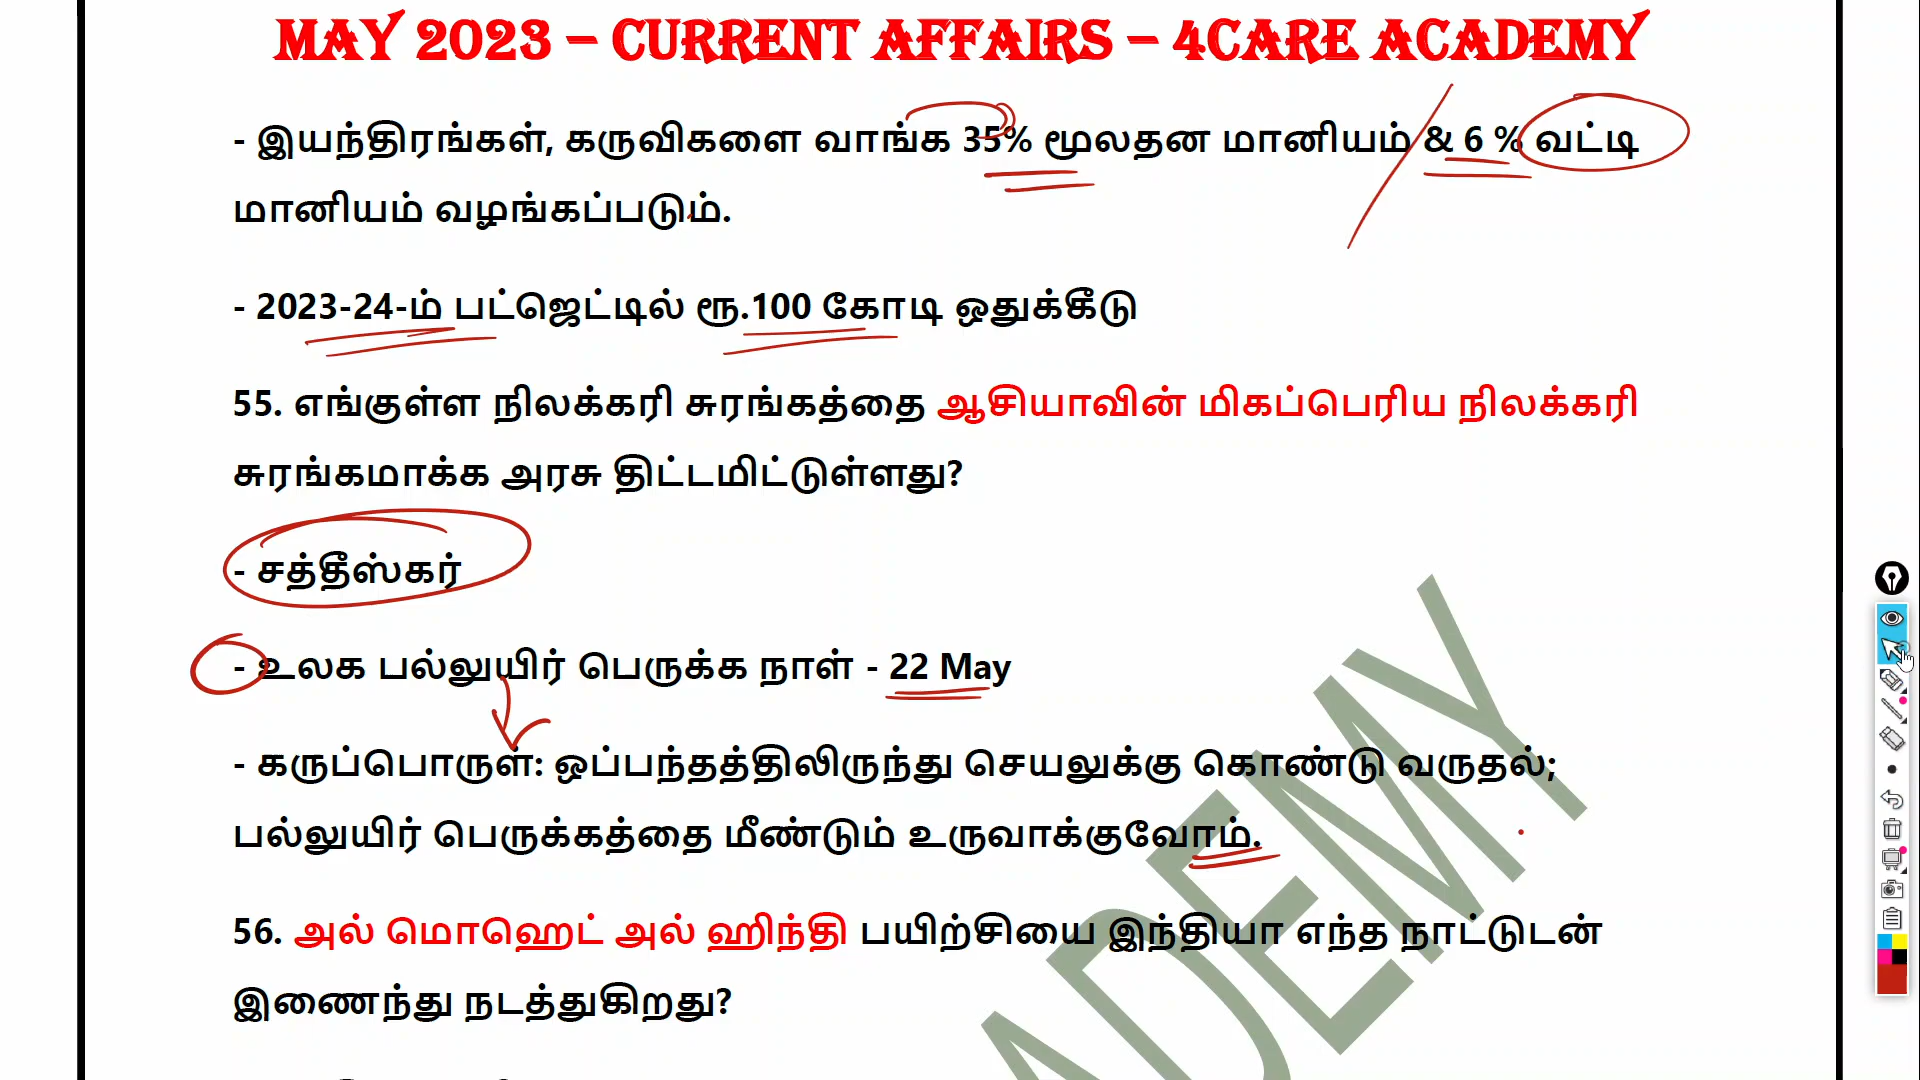 MAY 2023 – CURRENT AFFAIRS – 4CARE ACADEMY
- இயந்திரங்கள், கருவிகளை வாங்க 35% மூலதன மானியம் & 6 % வட்டி
மானியம் வழங்கப்படும்.
- 2023-24-ம் பட்ஜெட்டில் ரூ.100 கோடி ஒதுக்கீடு
55. எங்குள்ள நிலக்கரி சுரங்கத்தை ஆசியாவின் மிகப்பெரிய நிலக்கரி
சுரங்கமாக்க அரசு திட்டமிட்டுள்ளது?
- சத்தீஸ்கர்
- உலக பல்லுயிர் பெருக்க நாள் - 22 May
- கருப்பொருள்: ஒப்பந்தத்திலிருந்து செயலுக்கு கொண்டு வருதல்;
பல்லுயிர் பெருக்கத்தை மீண்டும் உருவாக்குவோம்.
56. அல் மொஹெட் அல் ஹிந்தி பயிற்சியை இந்தியா எந்த நாட்டுடன்
இணைந்து நடத்துகிறது?
ADEMY